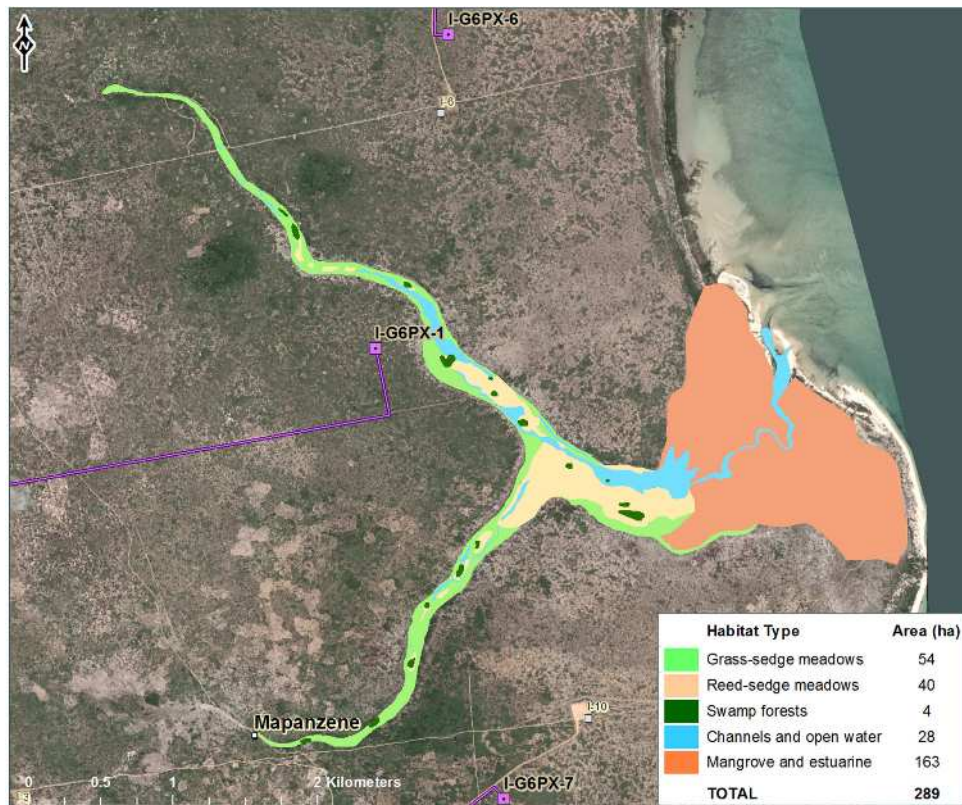 N
I-G6PX-6
I-6
I-G6PX-1
Mapanzene
I-10
0 0.5 1 2 Kilometers
I-G6PX-7
Habitat Type Area (ha)
Grass-sedge meadows 54
Reed-sedge meadows 40
Swamp forests 4
Channels and open water 28
Mangrove and estuarine 163
TOTAL 289